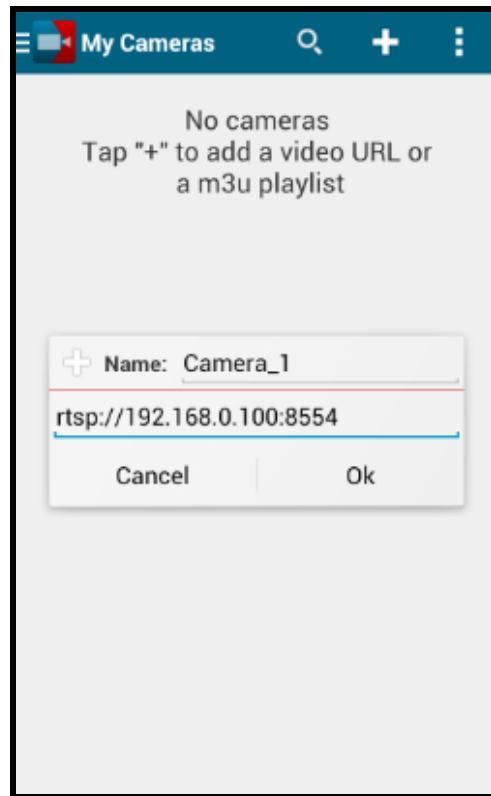 My Cameras
No cameras
Tap "+" to add a video URL or
a m3u playlist
Name: Camera_1
rtsp://192.168.0.100:8554
Cancel Ok